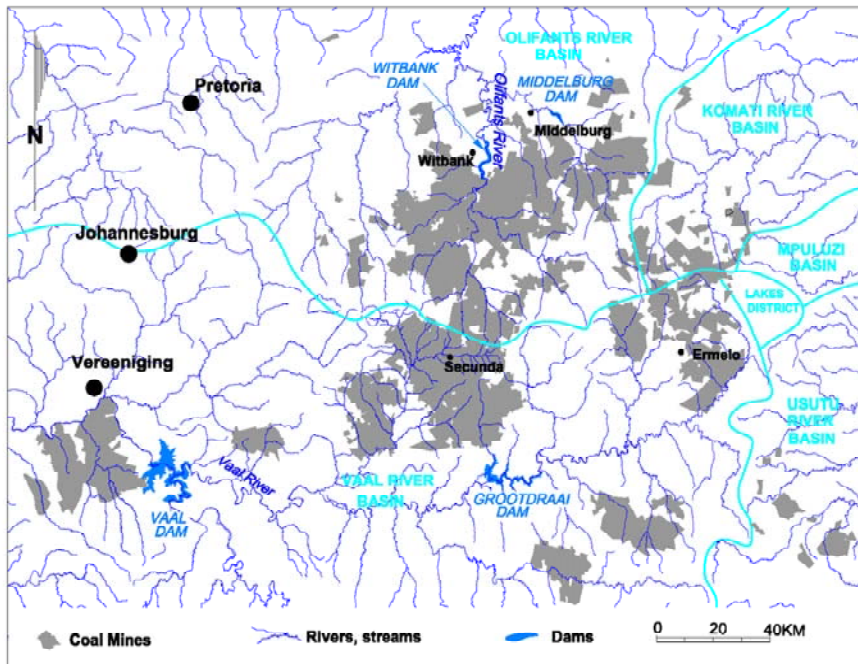 OLIFANTS RIVER
BASIN
WITBANK
DAM
MIDDELBURG
DAM
Pretoria
Olifants River
KOMATI RIVER
BASIN
Middelburg
N
Witbank
Johannesburg
MPULUZI
BASIN
LAKES
DISTRICT
Vereeniging
Secunda
Ermelo
USUTU
RIVER
BASIN
Vaal River
VAAL RIVER
BASIN
GROOTDRAAI
DAM
VAAL
DAM
Coal Mines
Rivers, streams
Dams
0 20 40KM